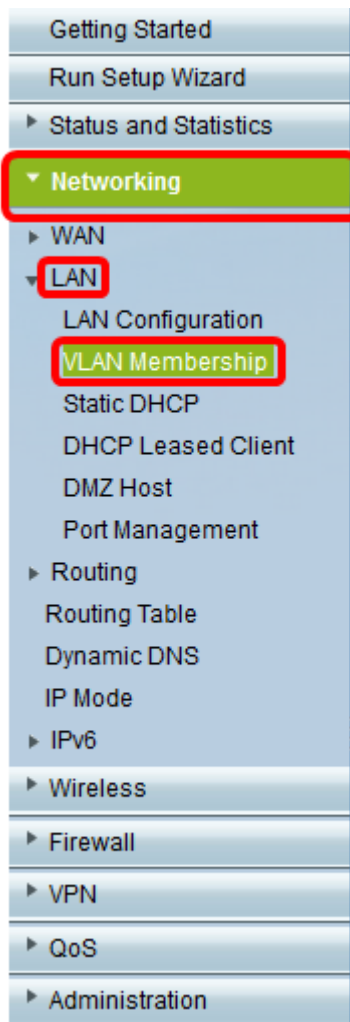 Getting Started
Run Setup Wizard
Status and Statistics
Networking
WAN
LAN
LAN Configuration
VLAN Membership
Static DHCP
DHCP Leased Client
DMZ Host
Port Management
Routing
Routing Table
Dynamic DNS
IP Mode
IPv6
Wireless
Firewall
VPN
QoS
Administration